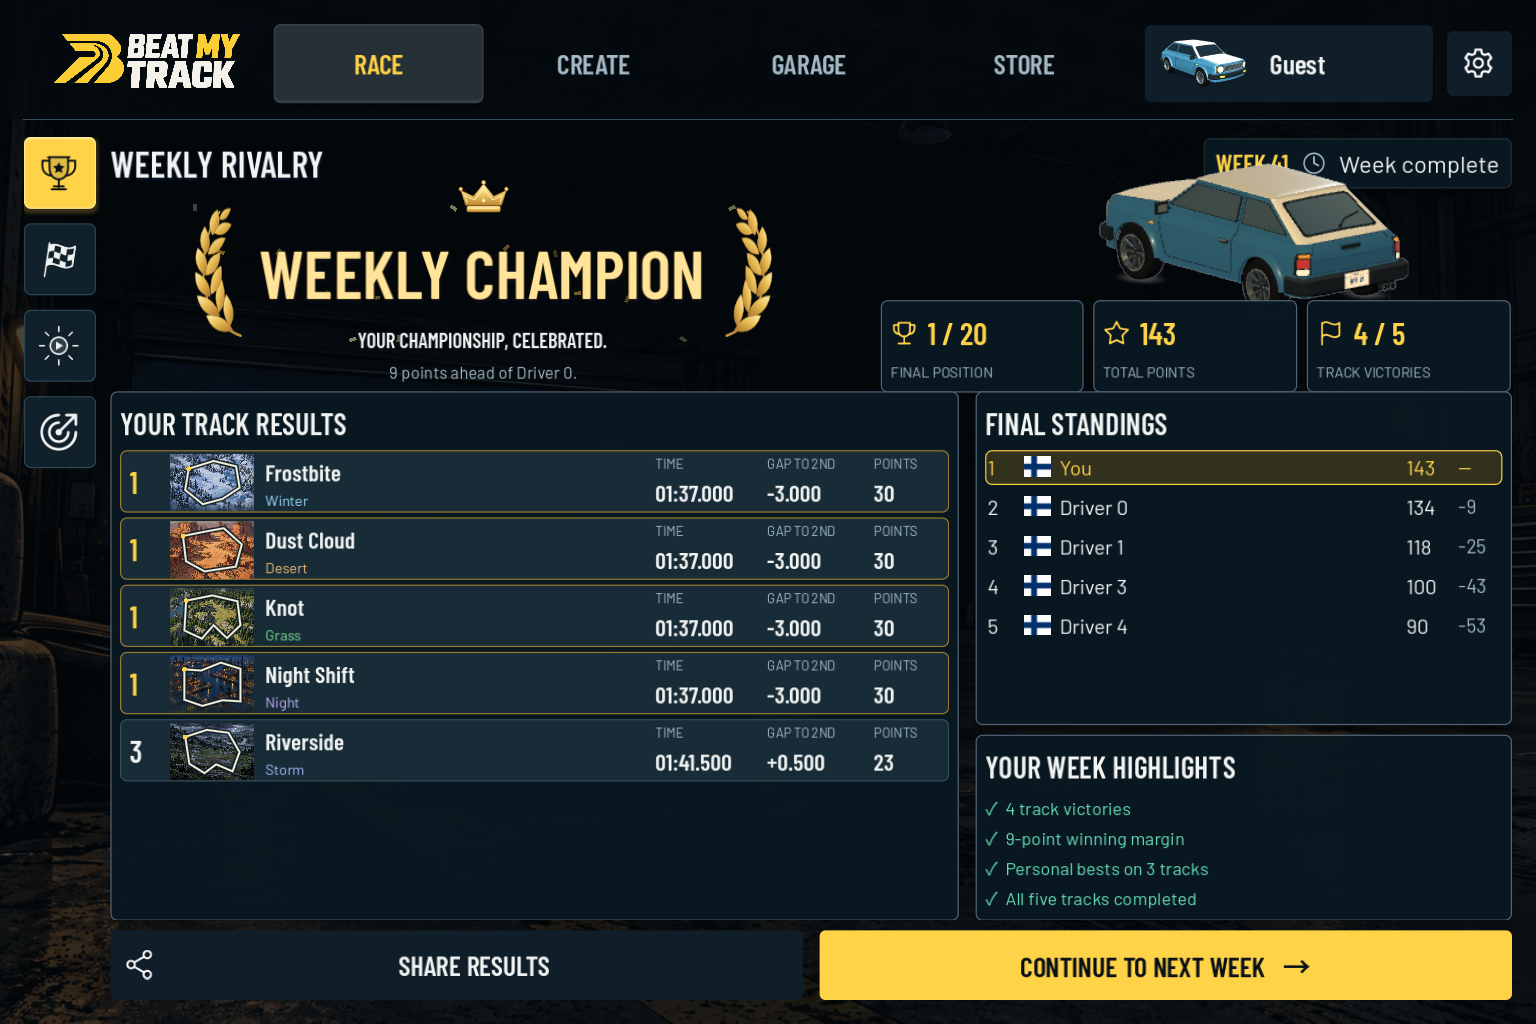 BEAT MY
TRACK
RACE
CREATE
GARAGE
STORE
Guest
WEEKLY RIVALRY
WEEK 41
Week complete
WEEKLY CHAMPION
YOUR CHAMPIONSHIP, CELEBRATED.
9 points ahead of Driver 0.
1 / 20
FINAL POSITION
143
TOTAL POINTS
4 / 5
TRACK VICTORIES
YOUR TRACK RESULTS
1 Frostbite Winter TIME 01:37.000 GAP TO 2ND -3.000 POINTS 30
1 Dust Cloud Desert TIME 01:37.000 GAP TO 2ND -3.000 POINTS 30
1 Knot Grass TIME 01:37.000 GAP TO 2ND -3.000 POINTS 30
1 Night Shift Night TIME 01:37.000 GAP TO 2ND -3.000 POINTS 30
3 Riverside Storm TIME 01:41.500 GAP TO 2ND +0.500 POINTS 23
FINAL STANDINGS
1 You 143 –
2 Driver 0 134 -9
3 Driver 1 118 -25
4 Driver 3 100 -43
5 Driver 4 90 -53
YOUR WEEK HIGHLIGHTS
✓ 4 track victories
✓ 9-point winning margin
✓ Personal bests on 3 tracks
✓ All five tracks completed
SHARE RESULTS
CONTINUE TO NEXT WEEK →